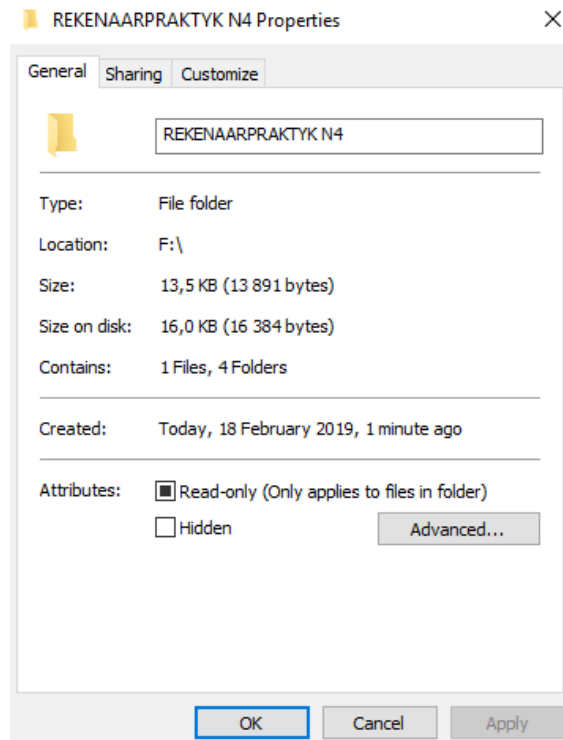 REKENAARPRAKTYK N4 Properties
General Sharing Customize
REKENAARPRAKTYK N4
Type: File folder
Location: F:\
Size: 13,5 KB (13 891 bytes)
Size on disk: 16,0 KB (16 384 bytes)
Contains: 1 Files, 4 Folders
Created: Today, 18 February 2019, 1 minute ago
Attributes: Read-only (Only applies to files in folder)
Hidden Advanced...
OK Cancel Apply